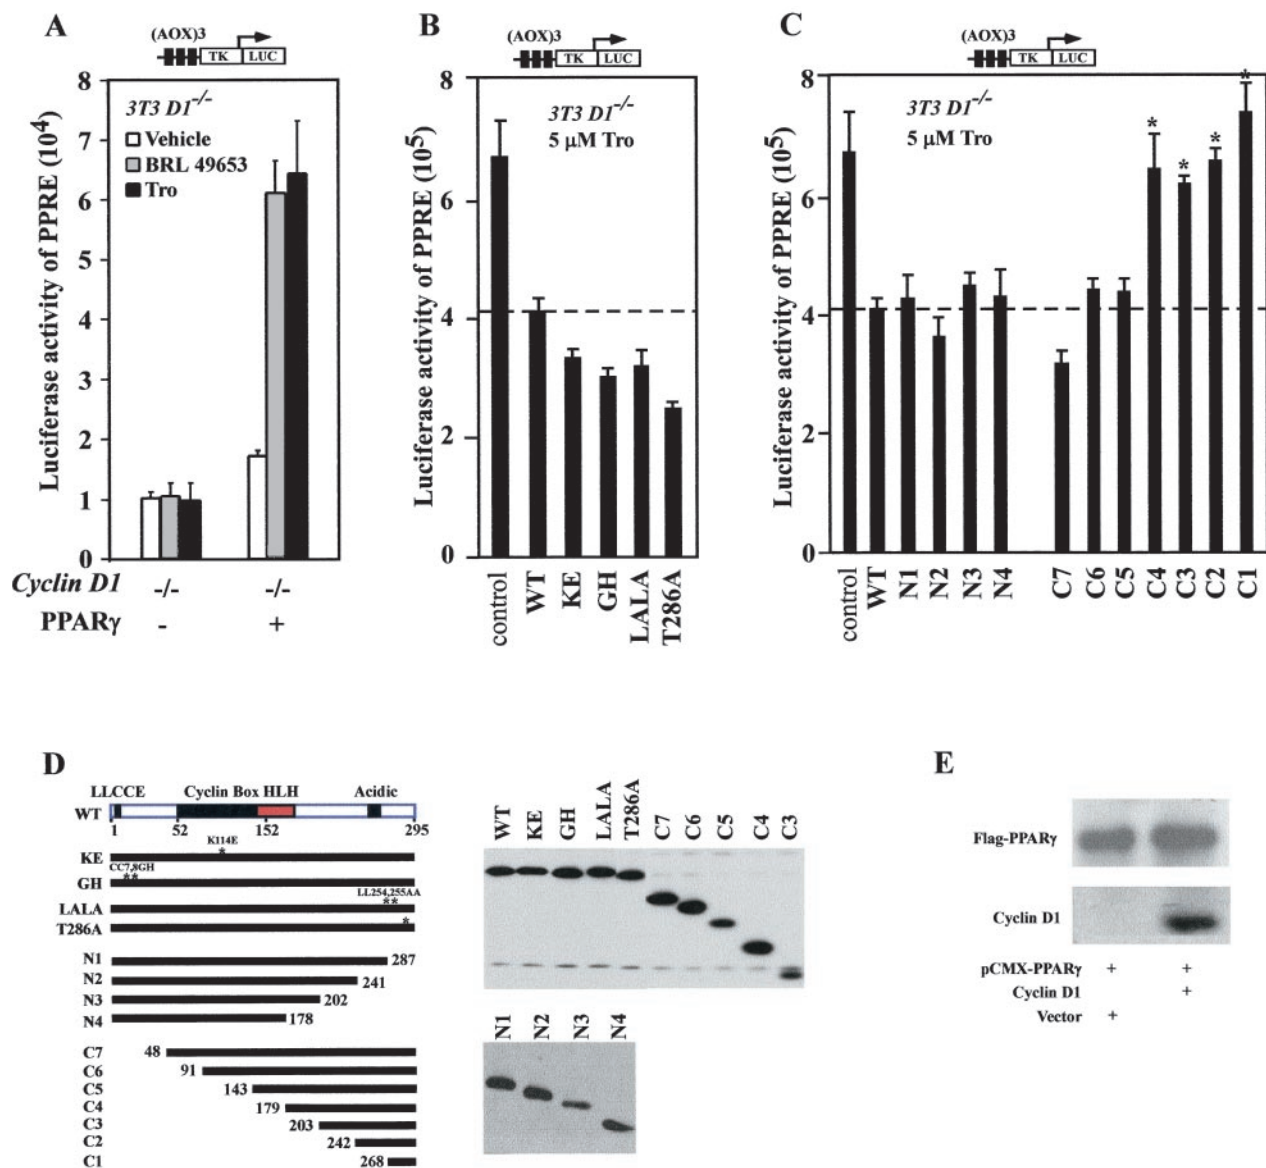 A
(AOX)3
TK LUC
Luciferase activity of PPRE (10^4)
8
7
6
5
4
3
2
1
0
3T3 D1^-/-
Vehicle
BRL 49653
Tro
Cyclin D1 -/- -/-
PPARγ - +
B
(AOX)3
TK LUC
Luciferase activity of PPRE (10^5)
8
6
4
2
0
3T3 D1^-/-
5 µM Tro
control WT KE GH LALA T286A
C
(AOX)3
TK LUC
Luciferase activity of PPRE (10^5)
8
6
4
2
0
3T3 D1^-/-
5 µM Tro
* * * *
control WT N1 N2 N3 N4 C7 C6 C5 C4 C3 C2 C1
D
LLCCE Cyclin Box HLH Acidic
WT
1 52 152 295
K114E
*
KE
CC7,8GH
**
GH
LL254,255AA
**
LALA
*
T286A
N1 287
N2 241
N3 202
N4 178
C7 48
C6 91
C5 143
C4 179
C3 203
C2 242
C1 268
WT KE GH LALA T286A C7 C6 C5 C4 C3
N1 N2 N3 N4
E
Flag-PPARγ
Cyclin D1
pCMX-PPARγ + +
Cyclin D1 +
Vector +